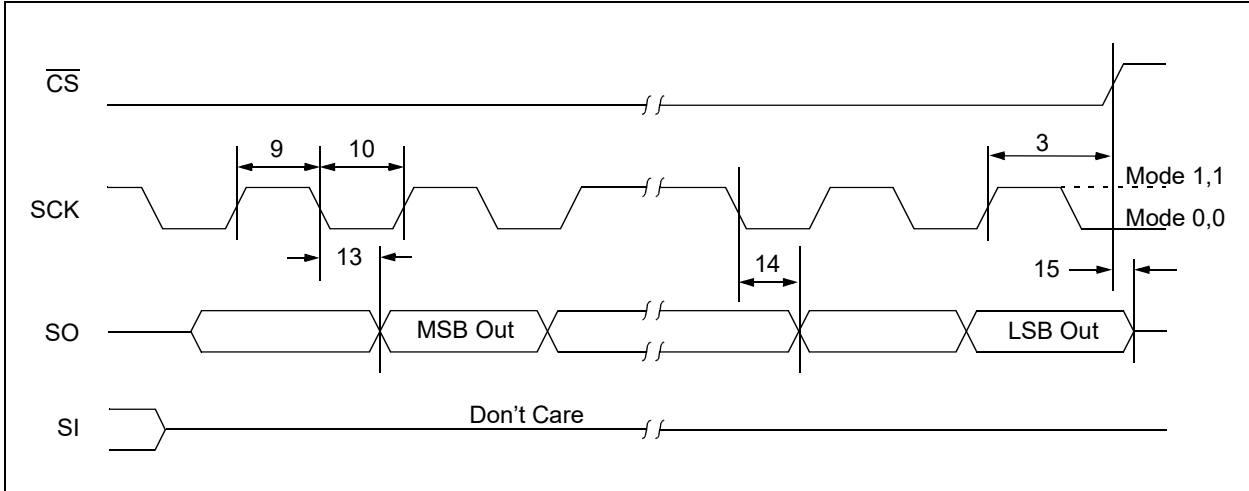 CS
9
10
3
SCK
Mode 1,1
Mode 0,0
13
14
15
SO
MSB Out
LSB Out
SI
Don't Care